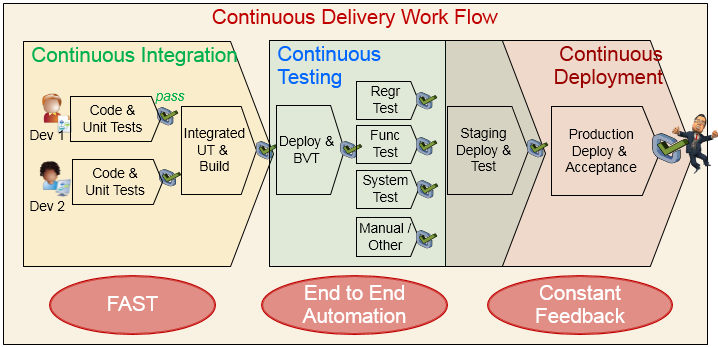 Continuous Delivery Work Flow
Continuous Integration
Continuous
Testing
Continuous
Deployment
pass
Dev 1
Code &
Unit Tests
Dev 2
Code &
Unit Tests
Integrated
UT &
Build
Deploy &
BVT
Regr
Test
Func
Test
System
Test
Manual /
Other
Staging
Deploy &
Test
Production
Deploy &
Acceptance
FAST
End to End
Automation
Constant
Feedback